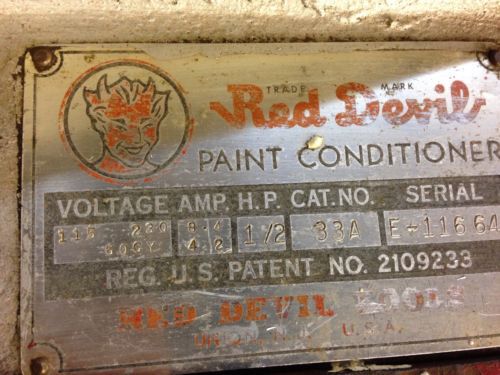 TRADE MARK
Red Devil
PAINT CONDITIONER
VOLTAGE AMP. H.P. CAT. NO. SERIAL
115 230 8.4 1/2 33A E-11664
60CY 4.2
REG. U.S. PATENT NO. 2109233
RED DEVIL TOOLS
UNION, N.J. U.S.A.